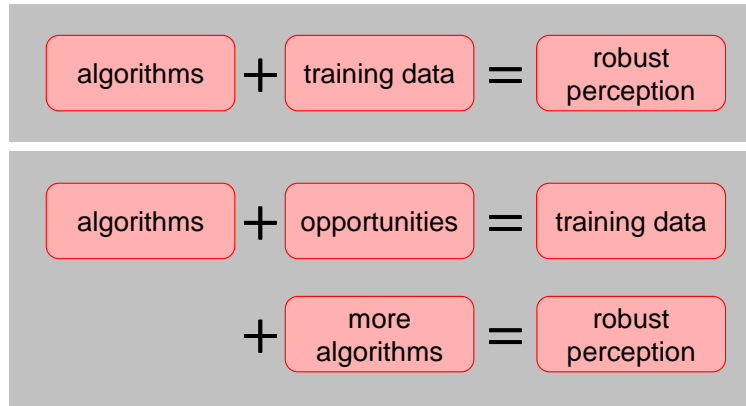 algorithms + training data = robust
perception
algorithms + opportunities = training data
+ more
algorithms = robust
perception